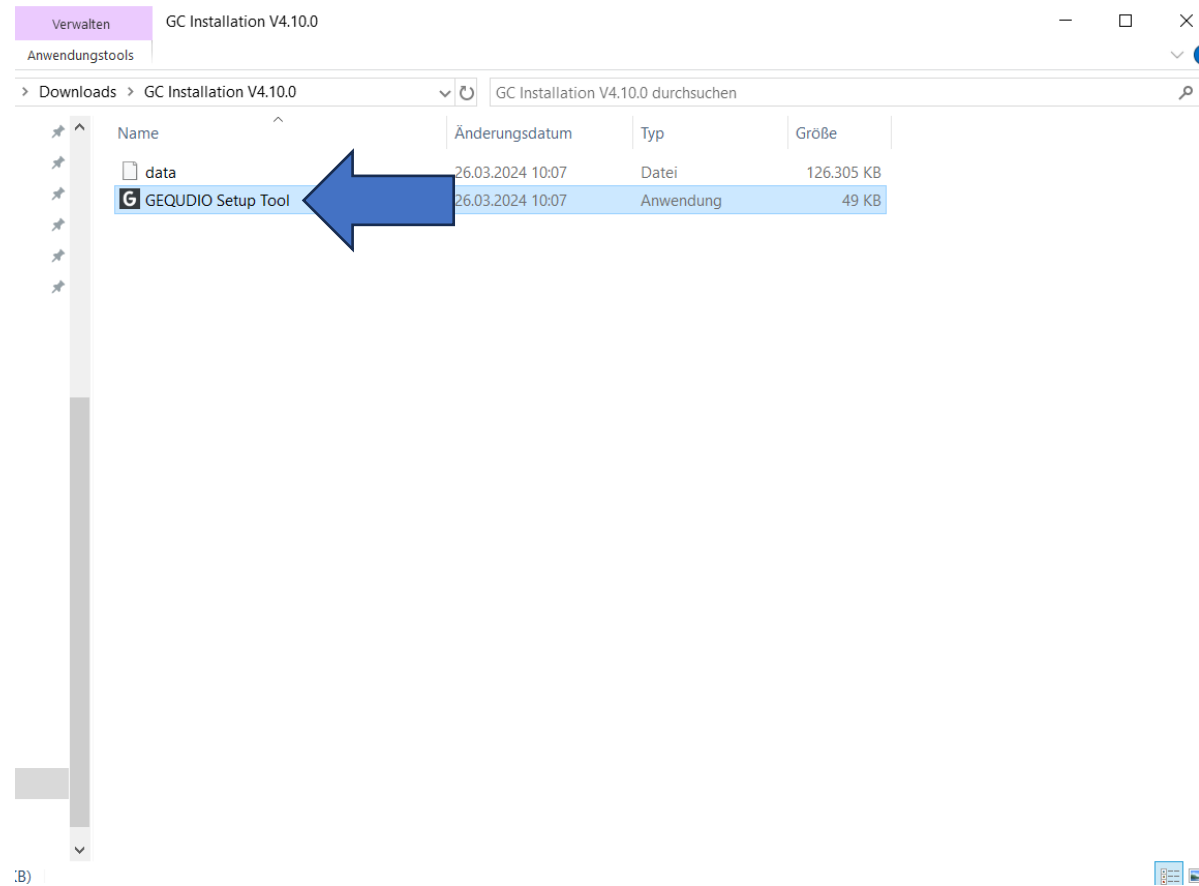 Verwalten
GC Installation V4.10.0
Anwendungstools
> Downloads > GC Installation V4.10.0
GC Installation V4.10.0 durchsuchen
Name Änderungsdatum Typ Größe
data 26.03.2024 10:07 Datei 126.305 KB
G GEQUDIO Setup Tool 26.03.2024 10:07 Anwendung 49 KB
KB)